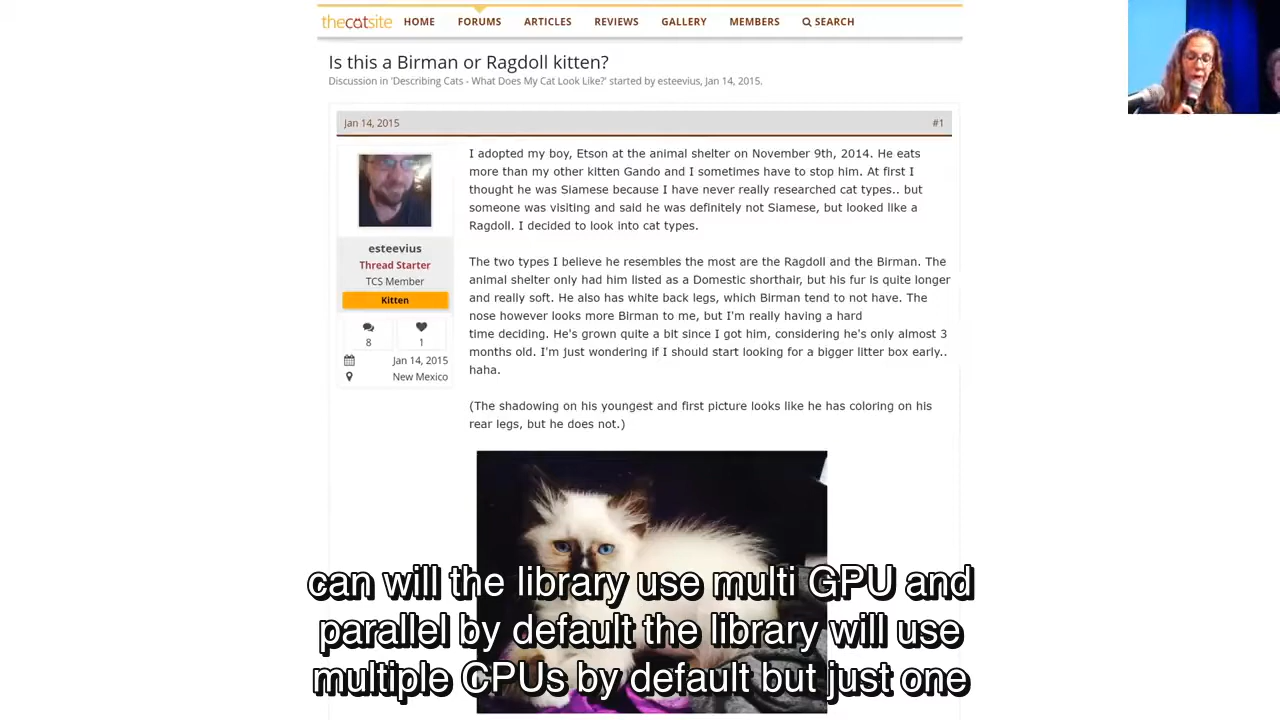 thecatsite HOME FORUMS ARTICLES REVIEWS GALLERY MEMBERS SEARCH
Is this a Birman or Ragdoll kitten?
Discussion in 'Describing Cats - What Does My Cat Look Like?' started by esteevius, Jan 14, 2015.
Jan 14, 2015 #1
esteevius
Thread Starter
TCS Member
Kitten
8 1
Jan 14, 2015
New Mexico
I adopted my boy, Etson at the animal shelter on November 9th, 2014. He eats
more than my other kitten Gando and I sometimes have to stop him. At first I
thought he was Siamese because I have never really researched cat types.. but
someone was visiting and said he was definitely not Siamese, but looked like a
Ragdoll. I decided to look into cat types.
The two types I believe he resembles the most are the Ragdoll and the Birman. The
animal shelter only had him listed as a Domestic shorthair, but his fur is quite longer
and really soft. He also has white back legs, which Birman tend to not have. The
nose however looks more Birman to me, but I'm really having a hard
time deciding. He's grown quite a bit since I got him, considering he's only almost 3
months old. I'm just wondering if I should start looking for a bigger litter box early..
haha.
(The shadowing on his youngest and first picture looks like he has coloring on his
rear legs, but he does not.)
can will the library use multi GPU and
parallel by default the library will use
multiple CPUs by default but just one